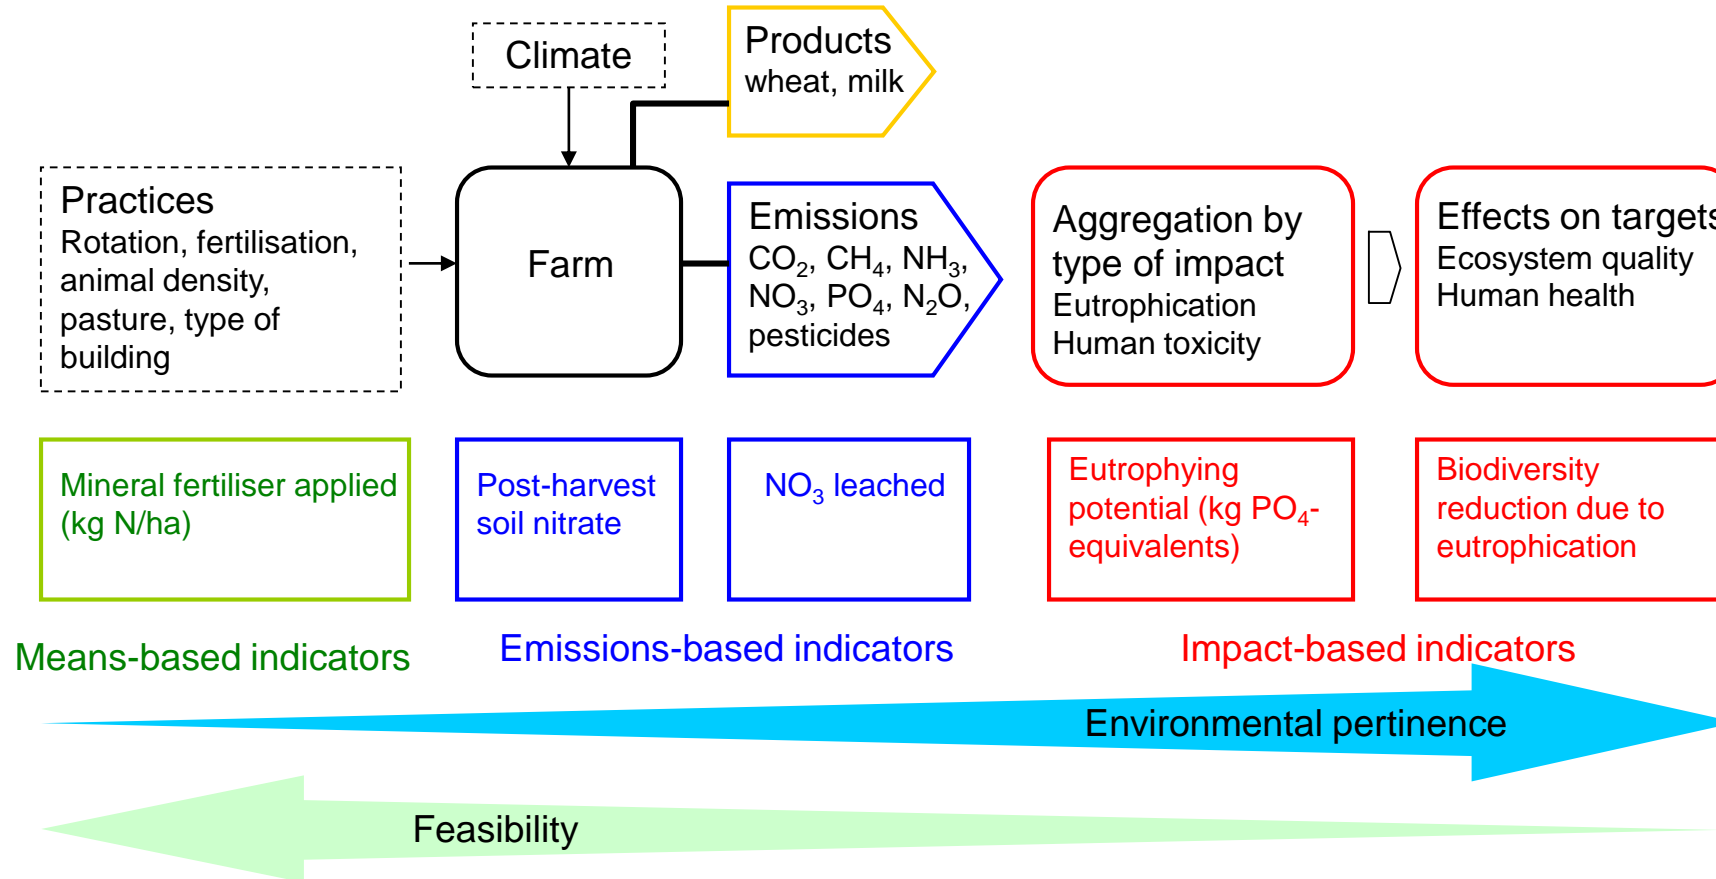 Climate
Products
wheat, milk
Practices
Rotation, fertilisation,
animal density,
pasture, type of
building
Farm
Emissions
CO₂, CH₄, NH₃,
NO₃, PO₄, N₂O,
pesticides
Aggregation by
type of impact
Eutrophication
Human toxicity
Effects on targets
Ecosystem quality
Human health
Mineral fertiliser applied
(kg N/ha)
Post-harvest
soil nitrate
NO₃ leached
Eutrophying
potential (kg PO₄-
equivalents)
Biodiversity
reduction due to
eutrophication
Means-based indicators
Emissions-based indicators
Impact-based indicators
Environmental pertinence
Feasibility